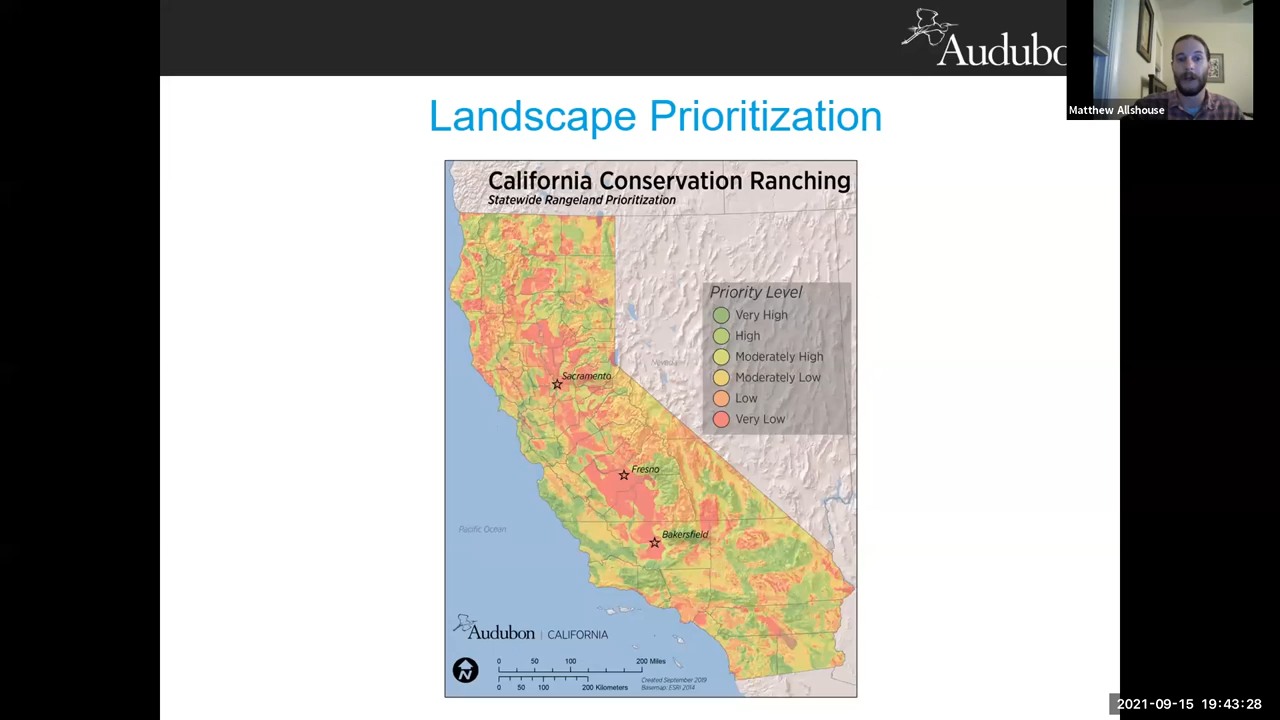 Audubo
Matthew Allshouse
Landscape Prioritization
California Conservation Ranching
Statewide Rangeland Prioritization
Priority Level
Very High
High
Moderately High
Moderately Low
Low
Very Low
Nevada
Sacramento
Fresno
Bakersfield
Pacific Ocean
Audubon | CALIFORNIA
0 50 100 200 Miles
0 50 100 200 Kilometers
N
Created September 2019
Basemap: ESRI 2014
2021-09-15 19:43:28